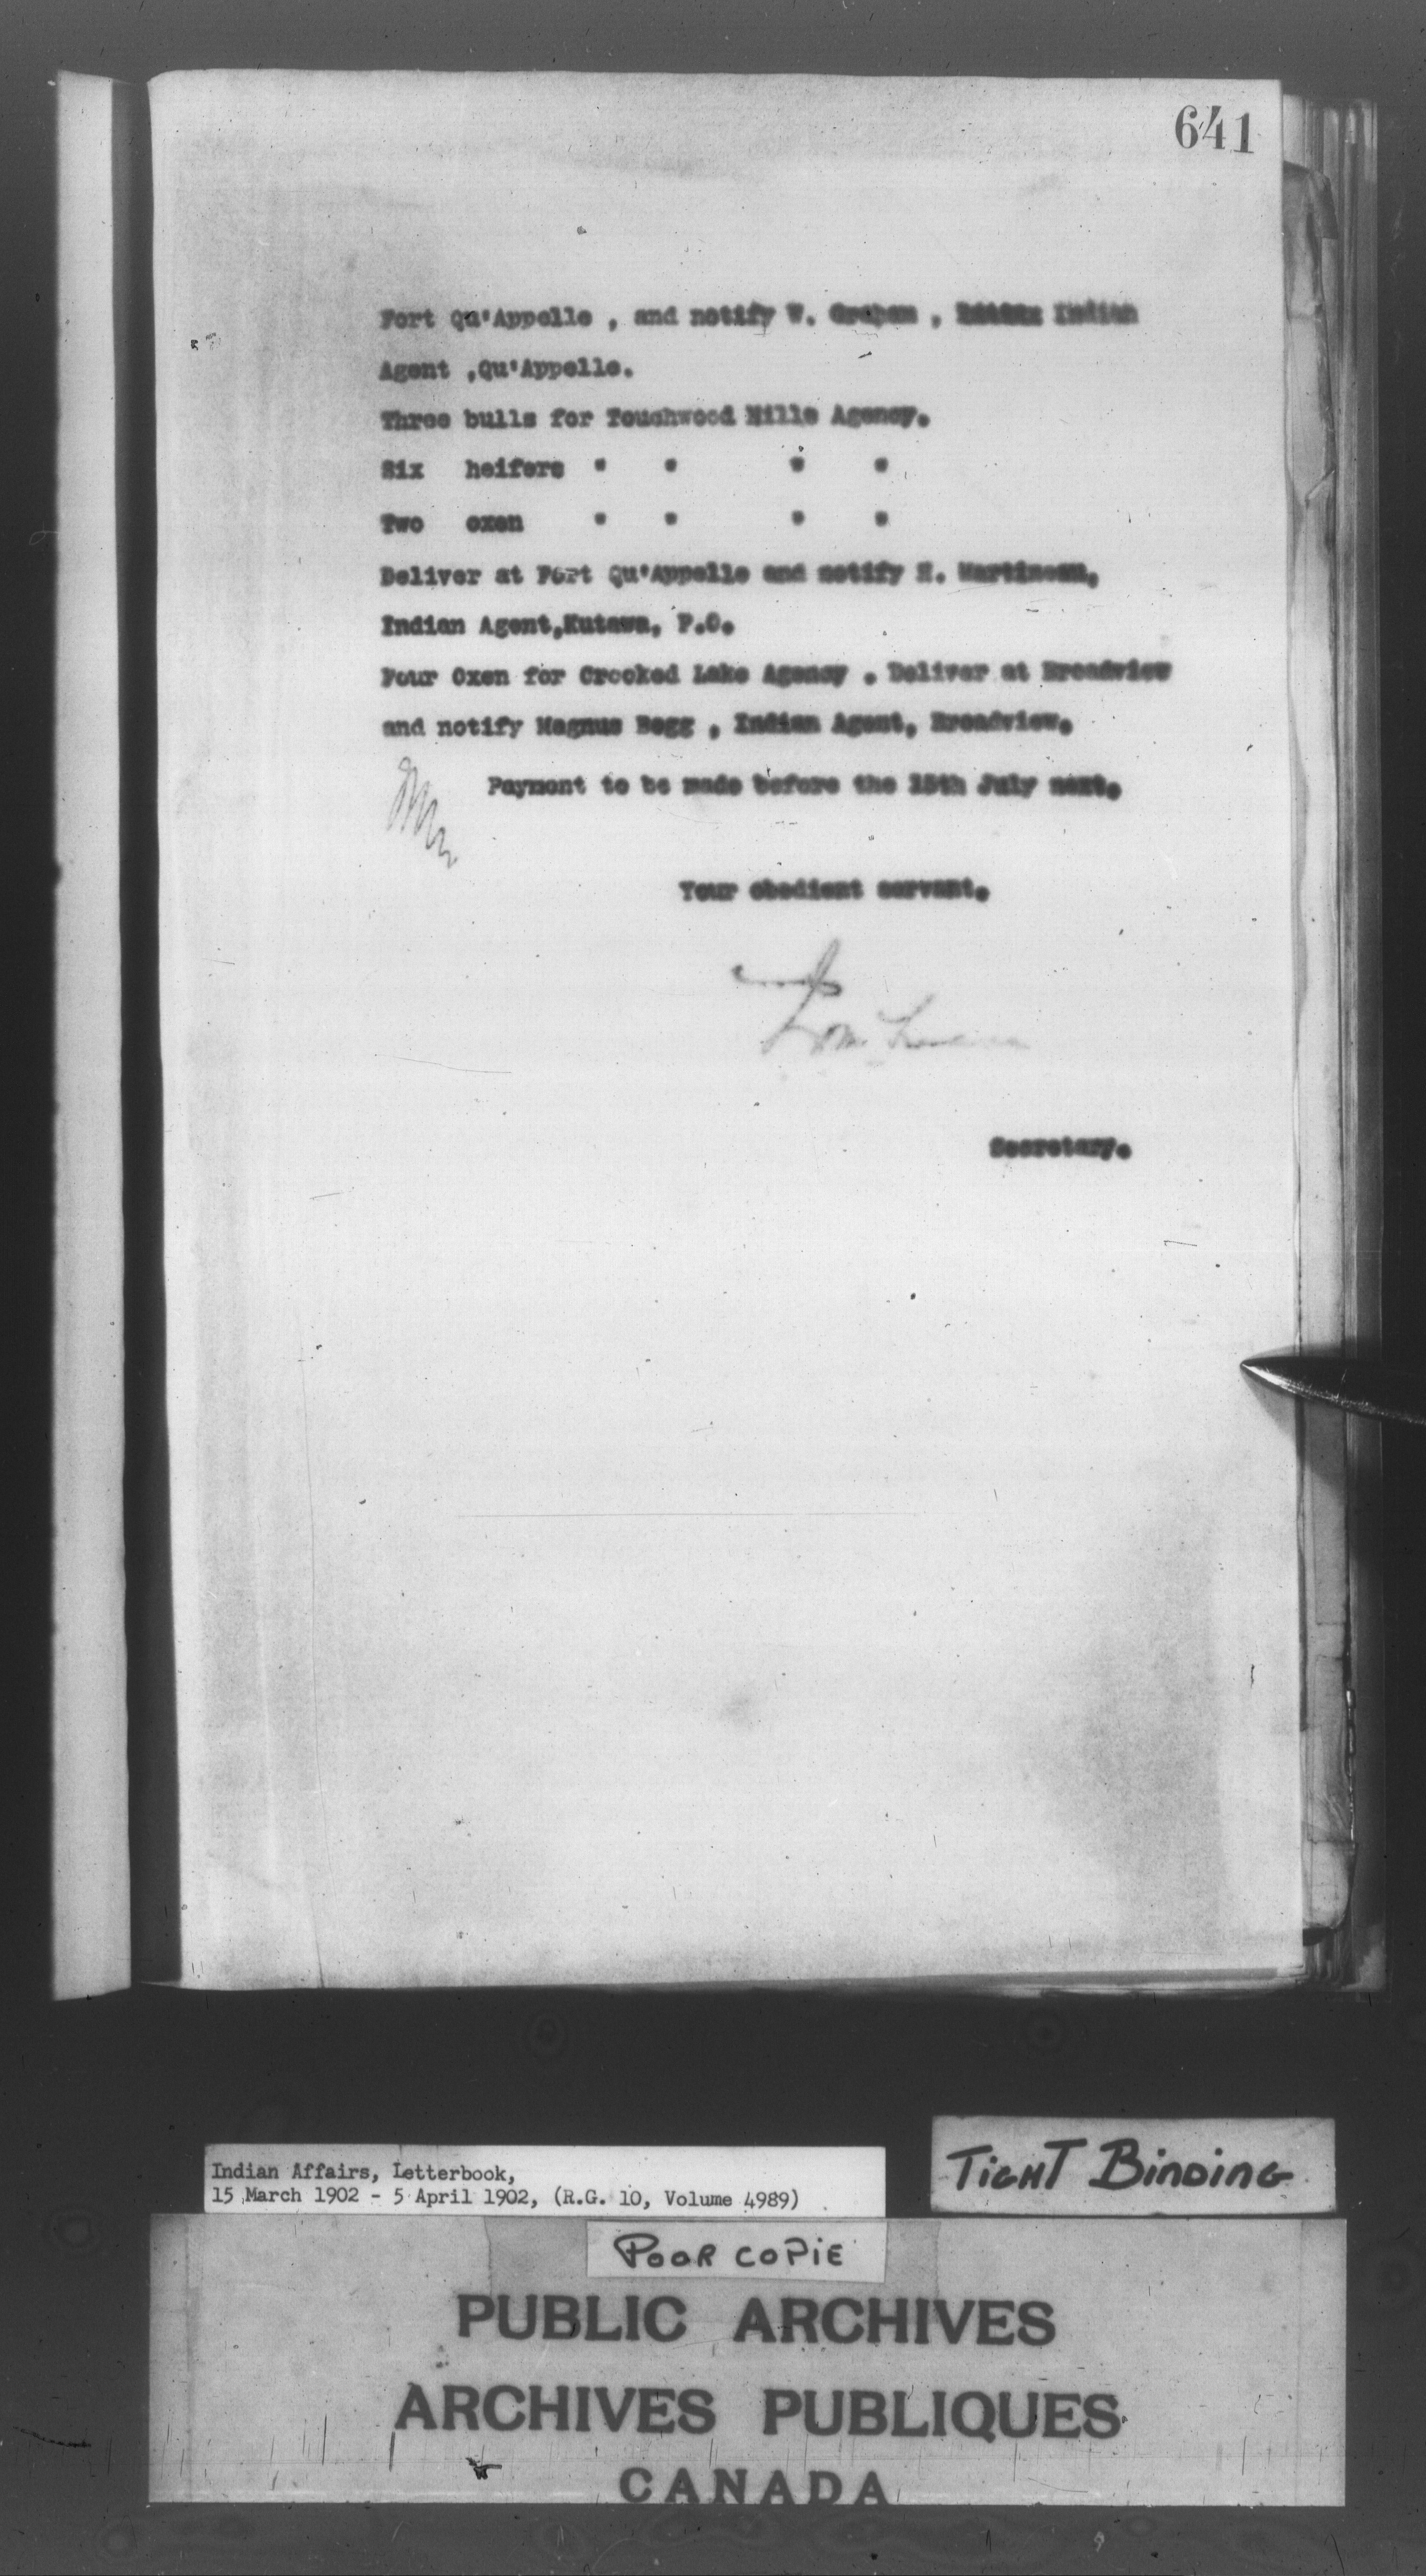 641
Fort Qu'Appelle , and notify W. Graham , Indian
Agent ,Qu'Appelle.
Three bulls for Touchwood Hills Agency.
Six heifers " " " "
Two oxen " " " "
Deliver at Fort Qu'Appelle and notify H. Martineau,
Indian Agent,Kutawa, P.O.
Four Oxen for Crooked Lake Agency . Deliver at Broadview
and notify Magnus Begg , Indian Agent, Broadview.
Payment to be made before the 15th July next.
Your obedient servant.
Secretary.
Indian Affairs, Letterbook,
15 March 1902 - 5 April 1902, (R.G. 10, Volume 4989)
TIGHT BINDING
POOR COPIE
PUBLIC ARCHIVES
ARCHIVES PUBLIQUES
CANADA